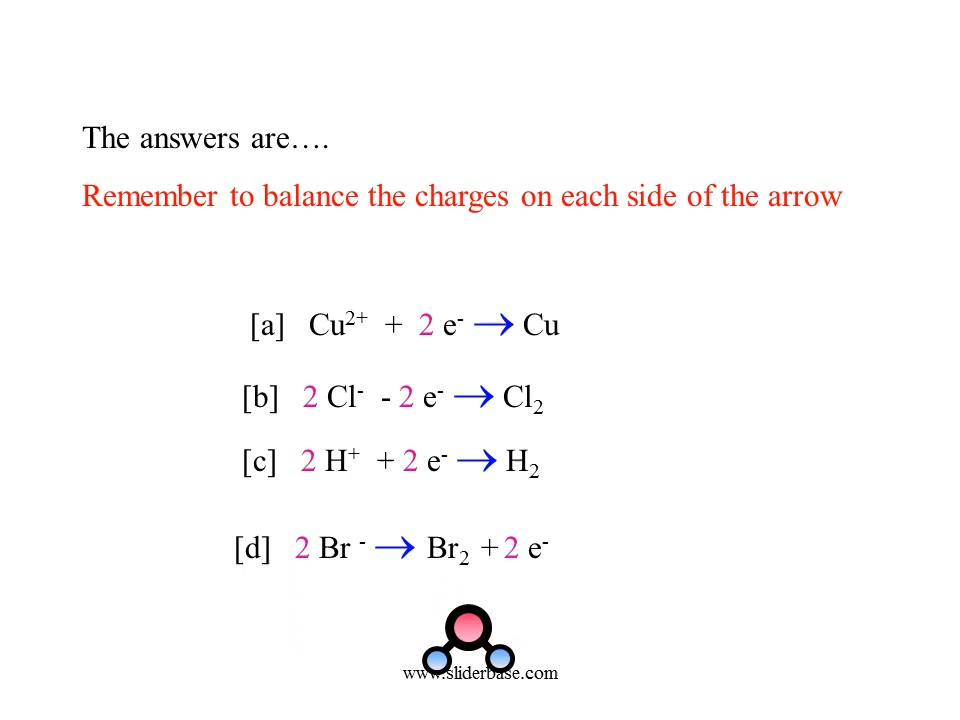 The answers are….
Remember to balance the charges on each side of the arrow
[a] Cu²⁺ + 2 e⁻ → Cu
[b] 2 Cl⁻ - 2 e⁻ → Cl₂
[c] 2 H⁺ + 2 e⁻ → H₂
[d] 2 Br ⁻ → Br₂ + 2 e⁻
www.sliderbase.com